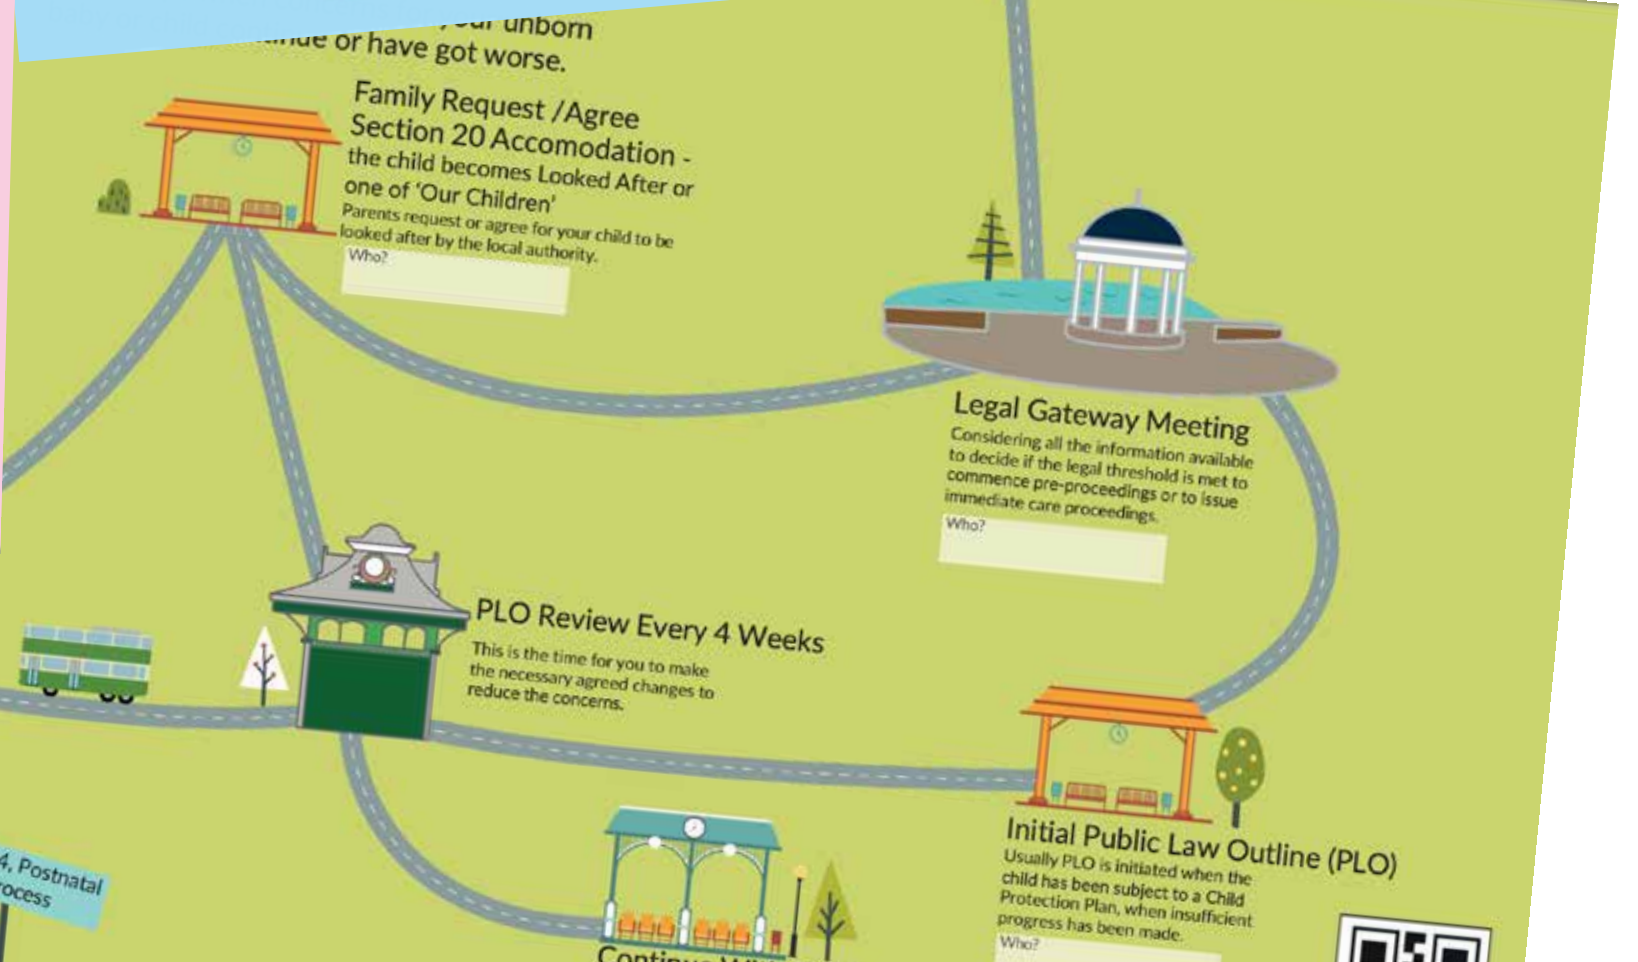 your unborn
continue or have got worse.
Family Request /Agree
Section 20 Accomodation -
the child becomes Looked After or
one of ‘Our Children’
Parents request or agree for your child to be
looked after by the local authority.
Who?
Legal Gateway Meeting
Considering all the information available
to decide if the legal threshold is met to
commence pre-proceedings or to issue
immediate care proceedings.
Who?
PLO Review Every 4 Weeks
This is the time for you to make
the necessary agreed changes to
reduce the concerns.
Initial Public Law Outline (PLO)
Usually PLO is initiated when the
child has been subject to a Child
Protection Plan, when insufficient
progress has been made.
Who?
4, Postnatal
ocess
Continue